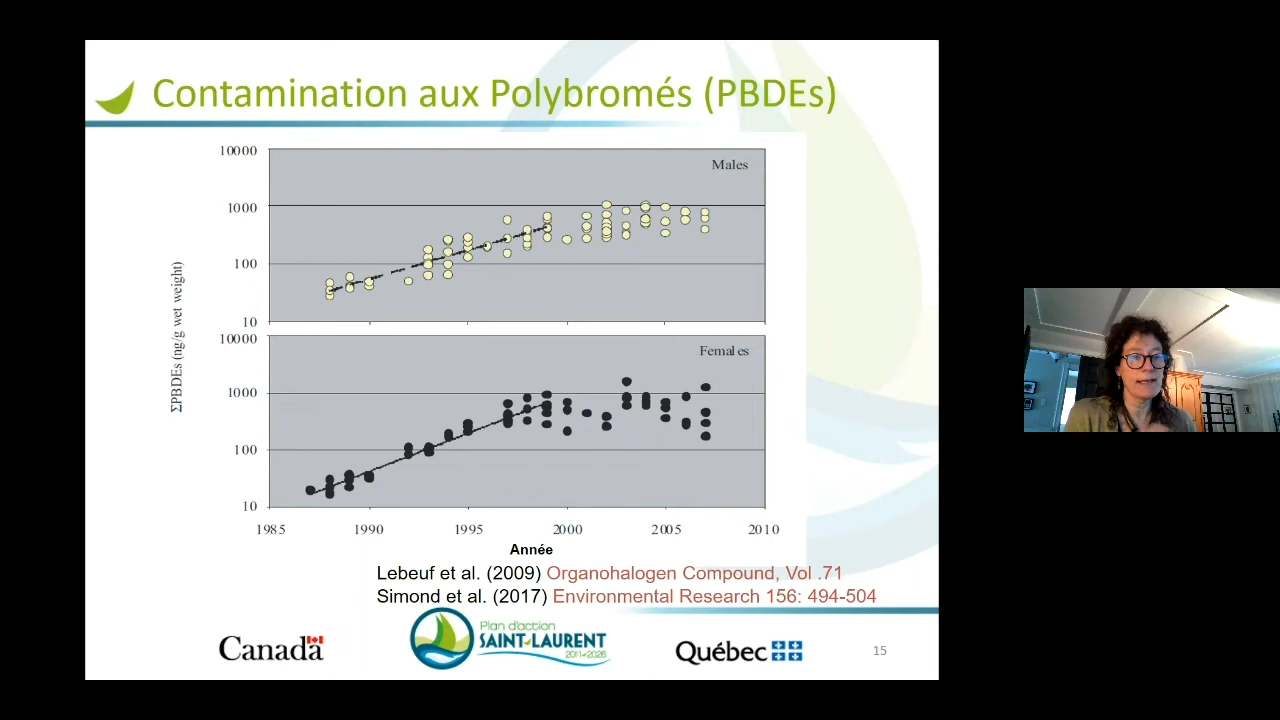 Contamination aux Polybromés (PBDEs)
10000
Males
1000
100
10
ΣPBDEs (ng/g wet weight)
10000
Females
1000
100
10
1985 1990 1995 2000 2005 2010
Année
Lebeuf et al. (2009) Organohalogen Compound, Vol .71
Simond et al. (2017) Environmental Research 156: 494-504
Canada
Plan d'action
SAINT-LAURENT
2011-2026
Québec
15